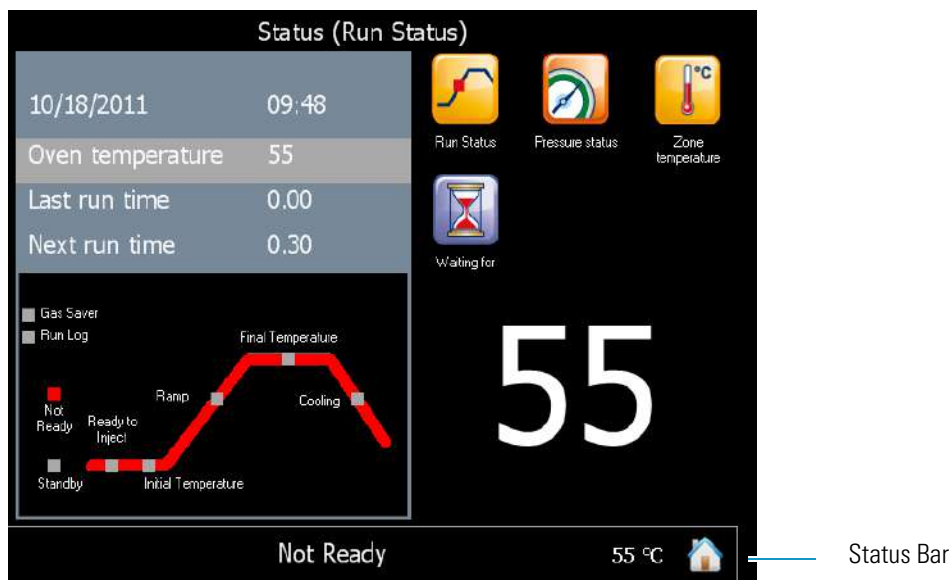 Status (Run Status)
10/18/2011 09:48
Oven temperature 55
Last run time 0.00
Next run time 0.30
°C
Run Status
Pressure status
Zone
temperature
Waiting for
Gas Saver
Run Log
Final Temperature
Ramp
Cooling
Not
Ready
Ready to
Inject
Standby
Initial Temperature
55
Not Ready 55 °C
Status Bar